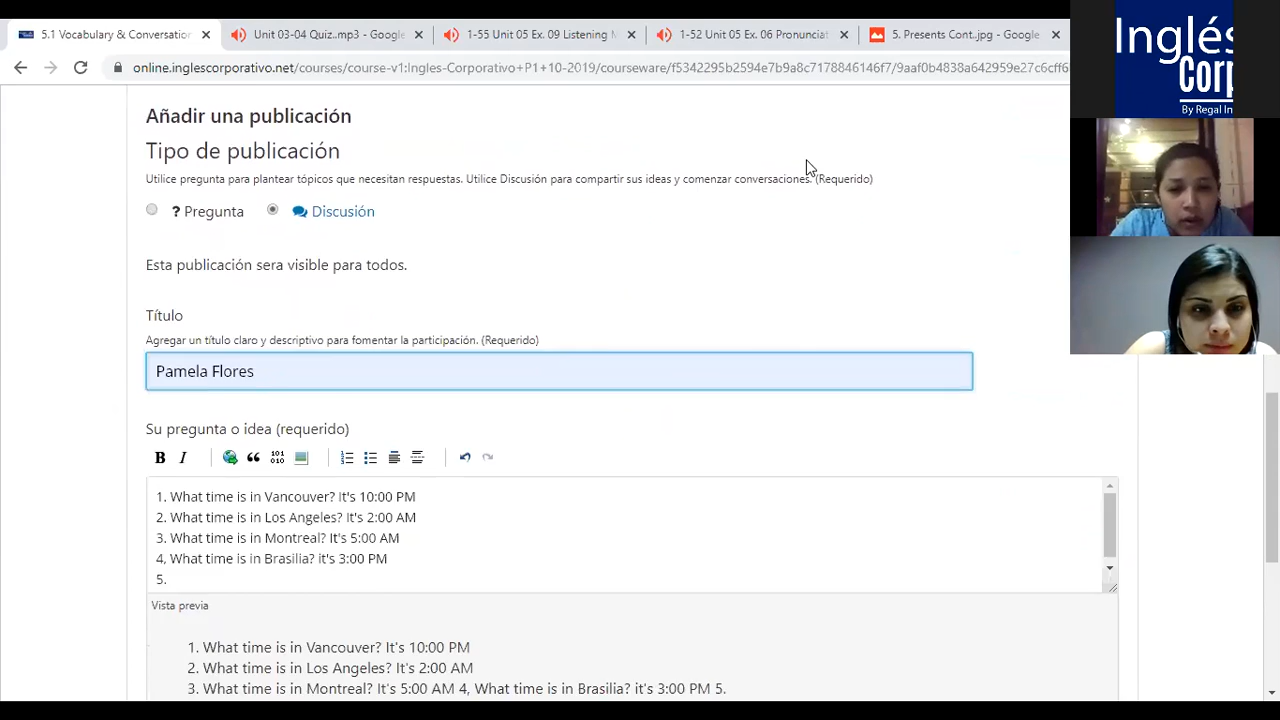 5.1 Vocabulary & Conversation
Unit 03-04 Quiz..mp3 - Google
1-53 Unit 05 Ex. 09 Listening
1-52 Unit 05 Ex. 06 Pronunciat
5. Presents Cont..jpg - Google
online.inglescorporativo.net/courses/course-v1:Ingles-Corporativo+P1+10-2019/courseware/f5342295b2594e7b9a8c7178846146f7/9aaf0b4838a642959e27c6cff6
Inglés
Corp
By Regal In
Añadir una publicación
Tipo de publicación
Utilice pregunta para plantear tópicos que necesitan respuestas. Utilice Discusión para compartir sus ideas y comenzar conversaciones. (Requerido)
? Pregunta
Discusión
Esta publicación sera visible para todos.
Título
Agregar un título claro y descriptivo para fomentar la participación. (Requerido)
Pamela Flores
Su pregunta o idea (requerido)
B I
1. What time is in Vancouver? It's 10:00 PM
2. What time is in Los Angeles? It's 2:00 AM
3. What time is in Montreal? It's 5:00 AM
4, What time is in Brasilia? it's 3:00 PM
5.
Vista previa
1. What time is in Vancouver? It's 10:00 PM
2. What time is in Los Angeles? It's 2:00 AM
3. What time is in Montreal? It's 5:00 AM 4, What time is in Brasilia? it's 3:00 PM 5.